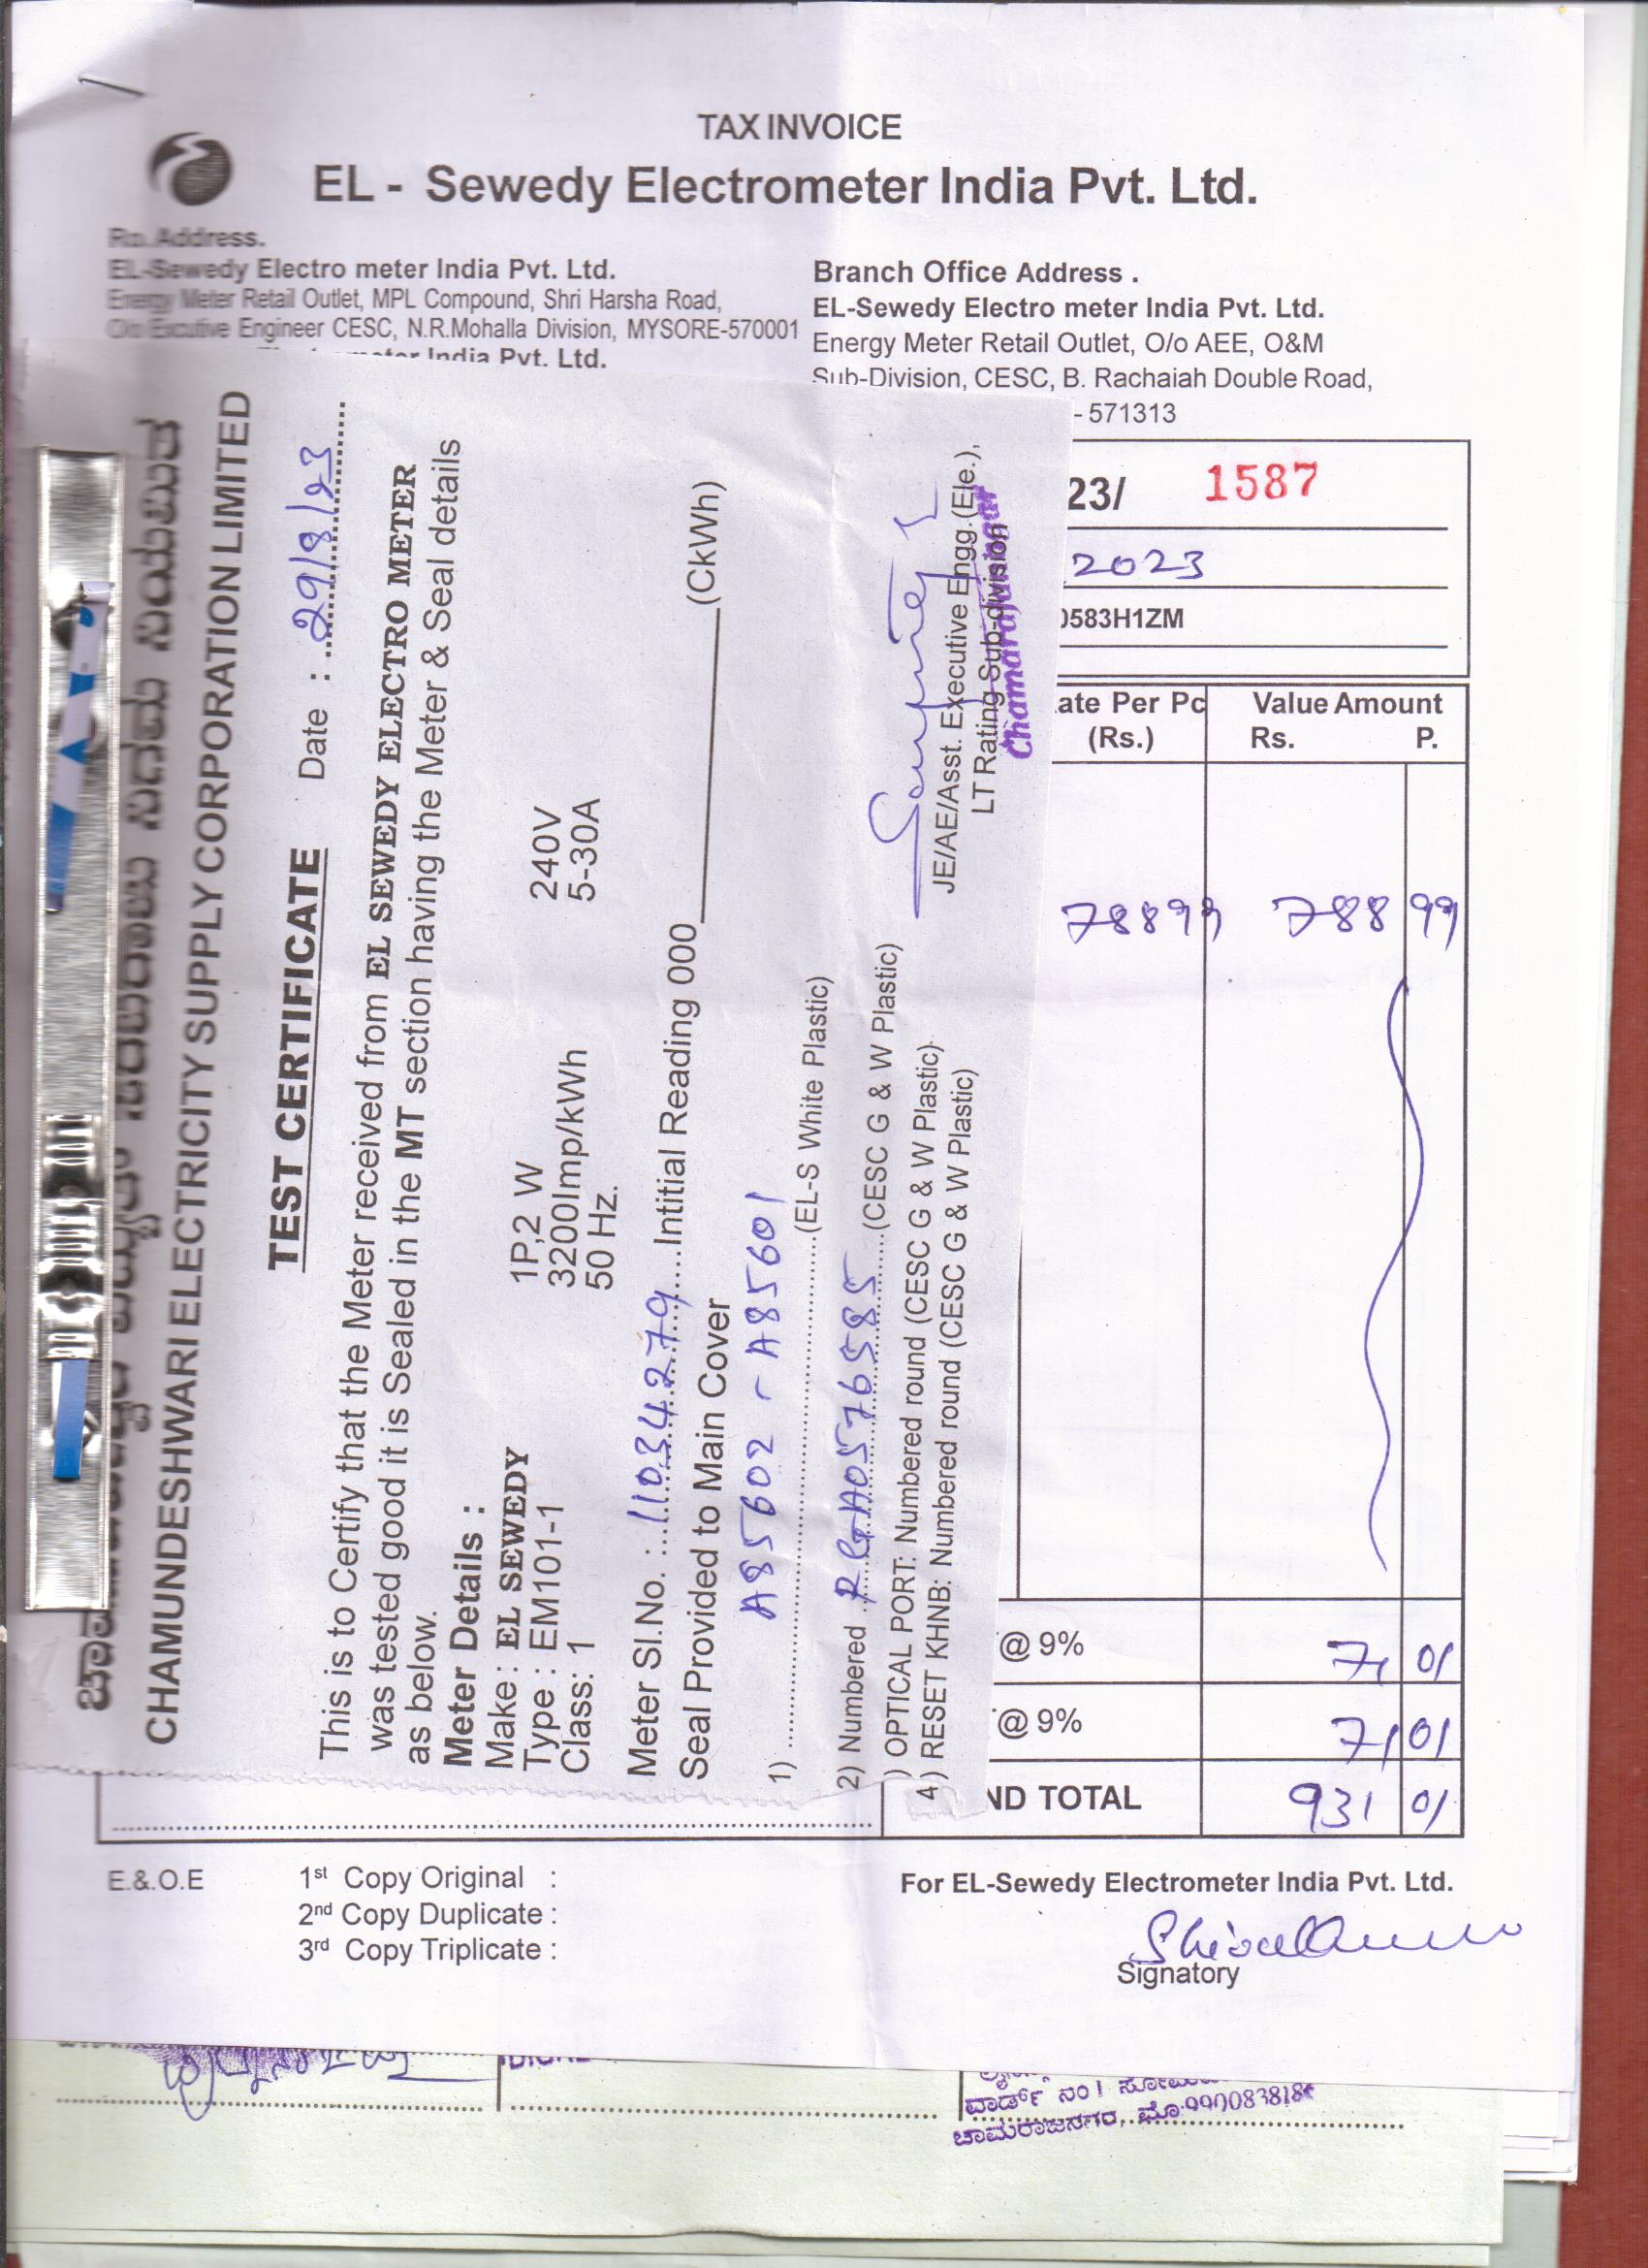 TAX INVOICE
EL - Sewedy Electrometer India Pvt. Ltd.
Address.
EL-Sewedy Electro meter India Pvt. Ltd.
Energy Meter Retail Outlet, MPL Compound, Shri Harsha Road,
Engineer CESC, N.R.Mohalla Division, MYSORE-570001
India Pvt. Ltd.
Branch Office Address .
EL-Sewedy Electro meter India Pvt. Ltd.
Energy Meter Retail Outlet, O/o AEE, O&M
Sub-Division, CESC, B. Rachaiah Double Road,
- 571313
23/ 1587
2023
0583H1ZM
ate Per Pc Value Amount
(Rs.) Rs. P.
78899 788 99
@ 9% 71 01
@ 9% 71 01
ND TOTAL 931 01
E.&.O.E
1st Copy Original :
2nd Copy Duplicate :
3rd Copy Triplicate :
For EL-Sewedy Electrometer India Pvt. Ltd.
Signatory
CHAMUNDESHWARI ELECTRICITY SUPPLY CORPORATION LIMITED
TEST CERTIFICATE Date : 29/8/23
This is to Certify that the Meter received from EL SEWEDY ELECTRO METER
was tested good it is Sealed in the MT section having the Meter & Seal details
as below.
Meter Details :
Make : EL SEWEDY 1P,2 W 240V
Type : EM101-1 3200Imp/kWh 5-30A
Class: 1 50 Hz.
Meter Sl.No. : 11034279 Intitial Reading 000 (CkWh)
Seal Provided to Main Cover
A85602 - A85601
1) (EL-S White Plastic)
2) Numbered RGA0576585 (CESC G & W Plastic)
) OPTICAL PORT: Numbered round (CESC G & W Plastic)
4) RESET KHNB: Numbered round (CESC G & W Plastic)
JE/AE/Asst. Executive Engg.(Ele.),
LT Rating Sub-division
Chamarajanagar
ವಾರ್ಡ್ ನಂ1
ಚಾಮರಾಜನಗರ, ಮೊ: